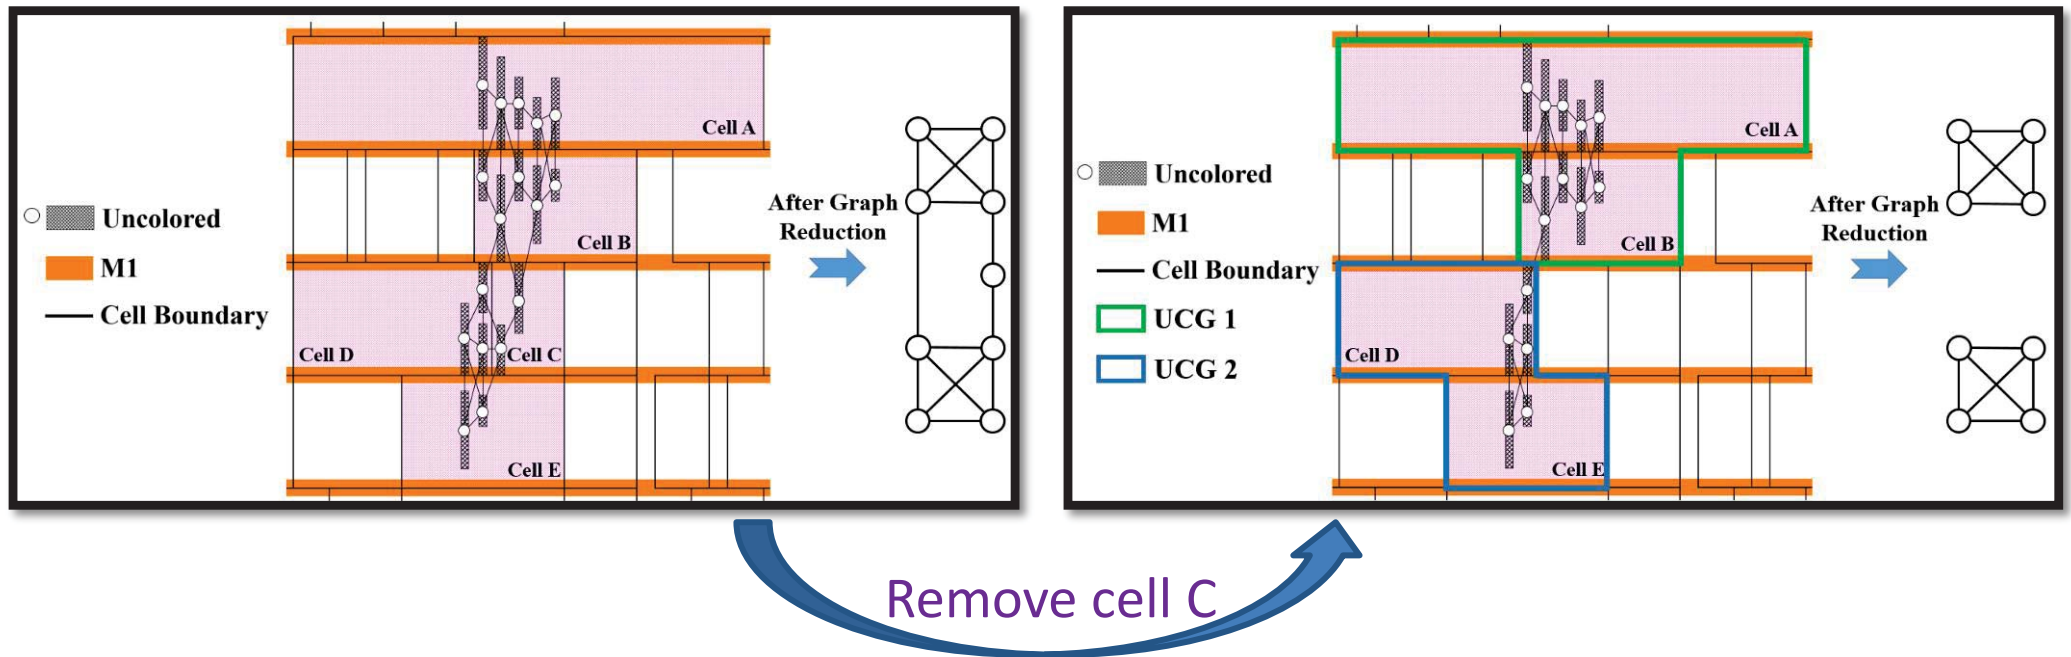 Cell A
Cell B
Cell D
Cell C
Cell E
Uncolored
M1
Cell Boundary
After Graph
Reduction
Cell A
Cell B
Cell D
Cell E
Uncolored
M1
Cell Boundary
UCG 1
UCG 2
After Graph
Reduction
Remove cell C